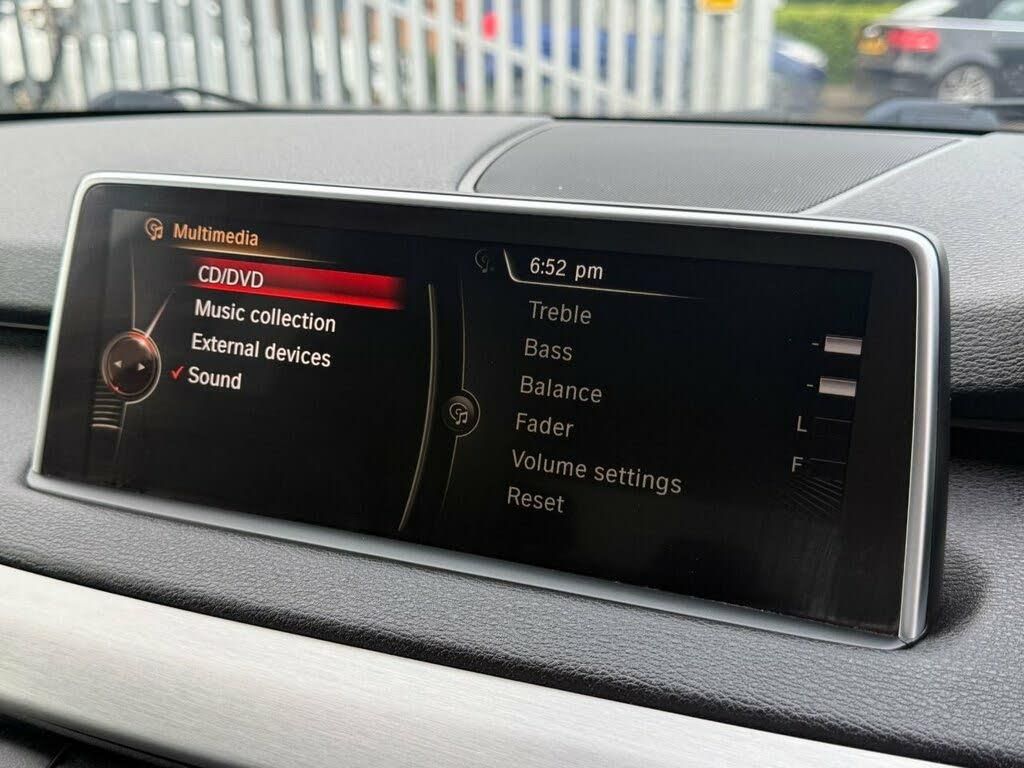 Multimedia
CD/DVD
Music collection
External devices
Sound
6:52 pm
Treble
Bass
Balance
Fader
Volume settings
Reset
-
-
L
F